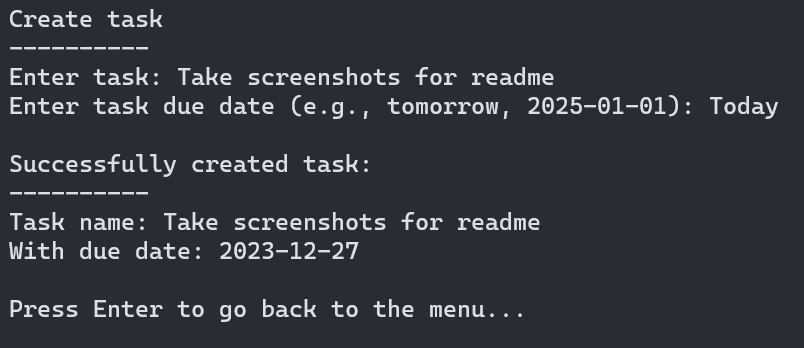 Create task
----------
Enter task: Take screenshots for readme
Enter task due date (e.g., tomorrow, 2025-01-01): Today
Successfully created task:
----------
Task name: Take screenshots for readme
With due date: 2023-12-27
Press Enter to go back to the menu...